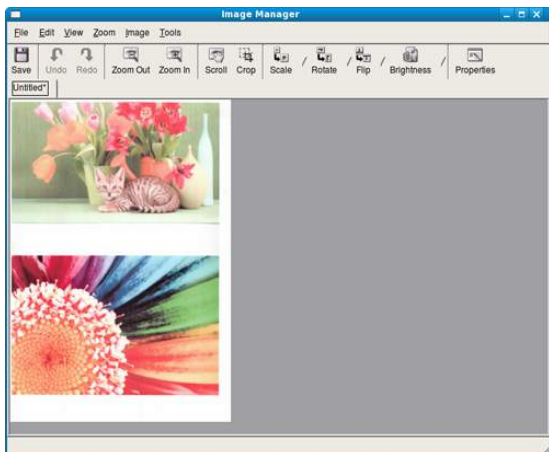 Image Manager
File Edit View Zoom Image Tools
Save Undo Redo Zoom Out Zoom In Scroll Crop Scale / Rotate / Flip / Brightness / Properties
Untitled*